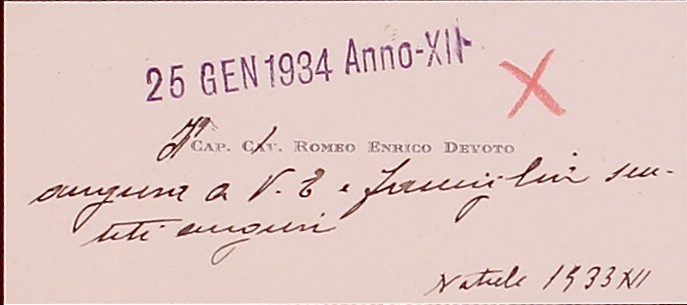 25 GEN 1934 Anno-XII
Il CAP. CAV. ROMEO ENRICO DEVOTO
augura a V. E e famiglia sen-
titi auguri
Natale 1933 XII